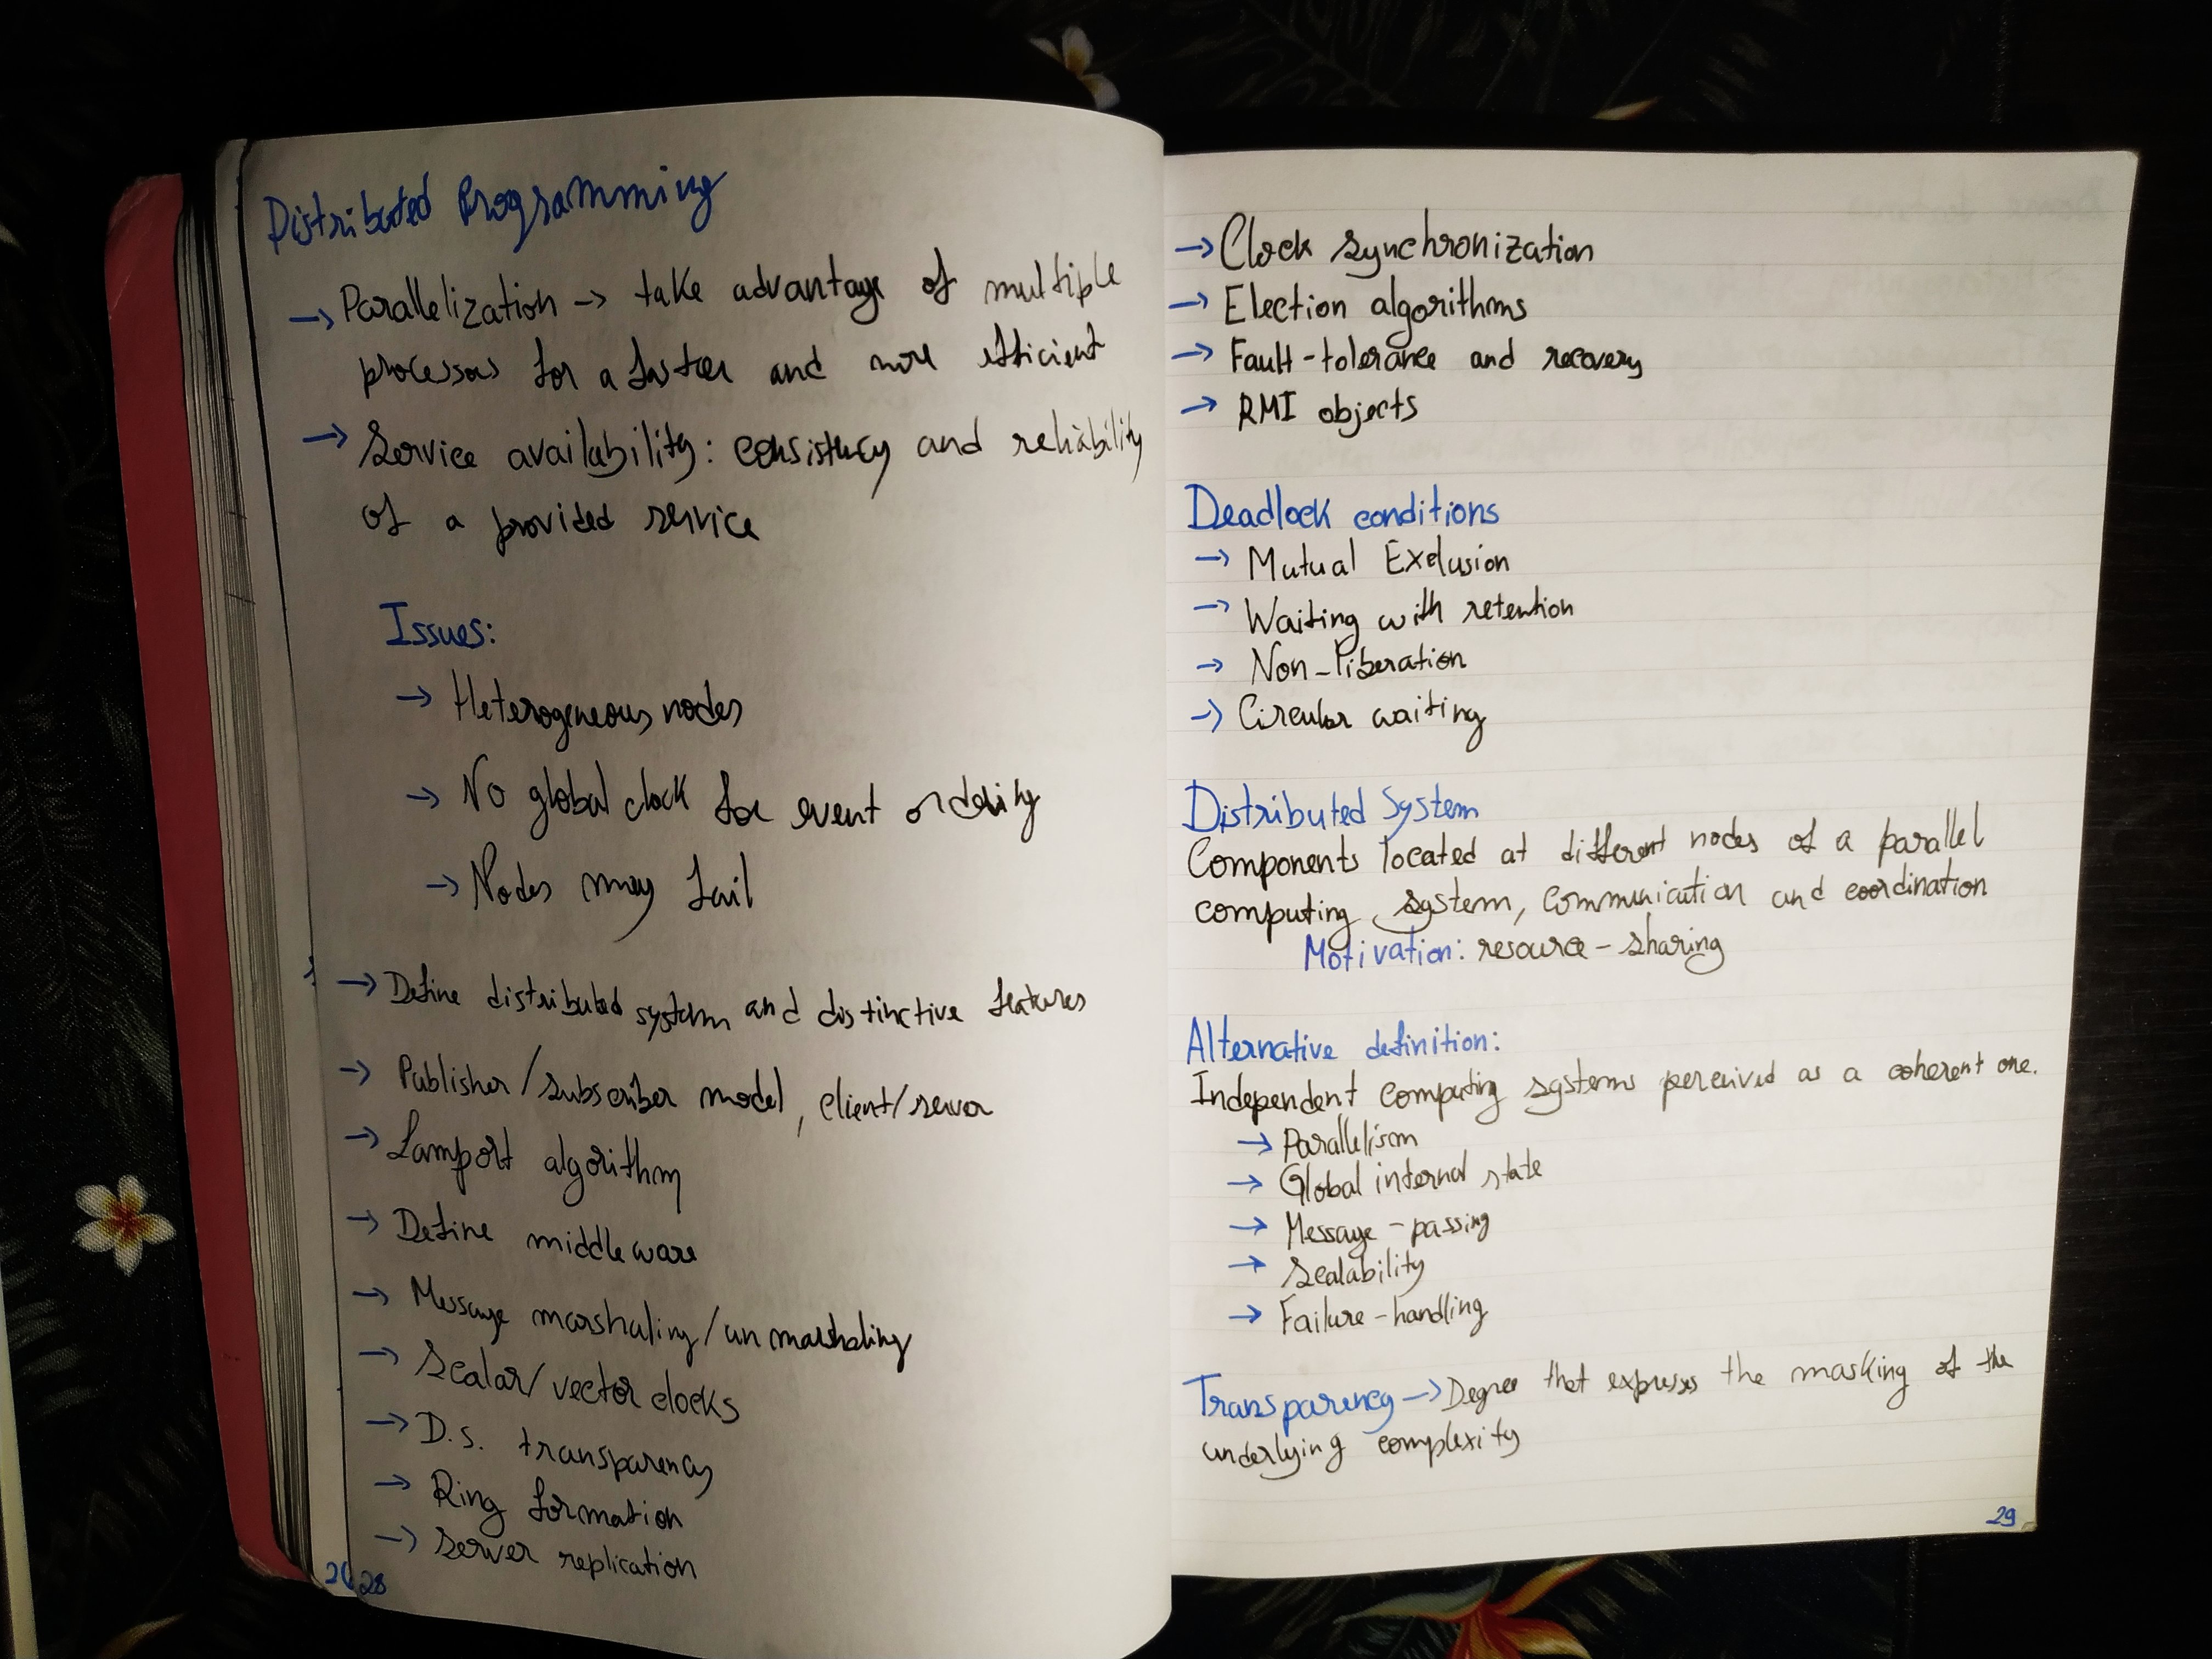 Distributed Programming
→ Parallelization → take advantage of multiple
processors for a faster and more efficient
→ Service availability: consistency and reliability
of a provided service
Issues:
→ Heterogeneous nodes
→ No global clock for event ordering
→ Nodes may fail
→ Define distributed system and distinctive features
→ Publisher/subscriber model, client/server
→ Lamport algorithm
→ Define middleware
→ Message marshaling/unmarshaling
→ Scalar/vector clocks
→ D.S. transparency
→ Ring formation
→ Server replication
28
→ Clock synchronization
→ Election algorithms
→ Fault-tolerance and recovery
→ RMI objects
Deadlock conditions
→ Mutual Exclusion
→ Waiting with retention
→ Non-liberation
→ Circular waiting
Distributed System
Components located at different nodes of a parallel
computing system, communication and coordination
Motivation: resource-sharing
Alternative definition:
Independent computing systems perceived as a coherent one.
→ Parallelism
→ Global internal state
→ Message-passing
→ Scalability
→ Failure-handling
Transparency → Degree that expresses the masking of the
underlying complexity
29